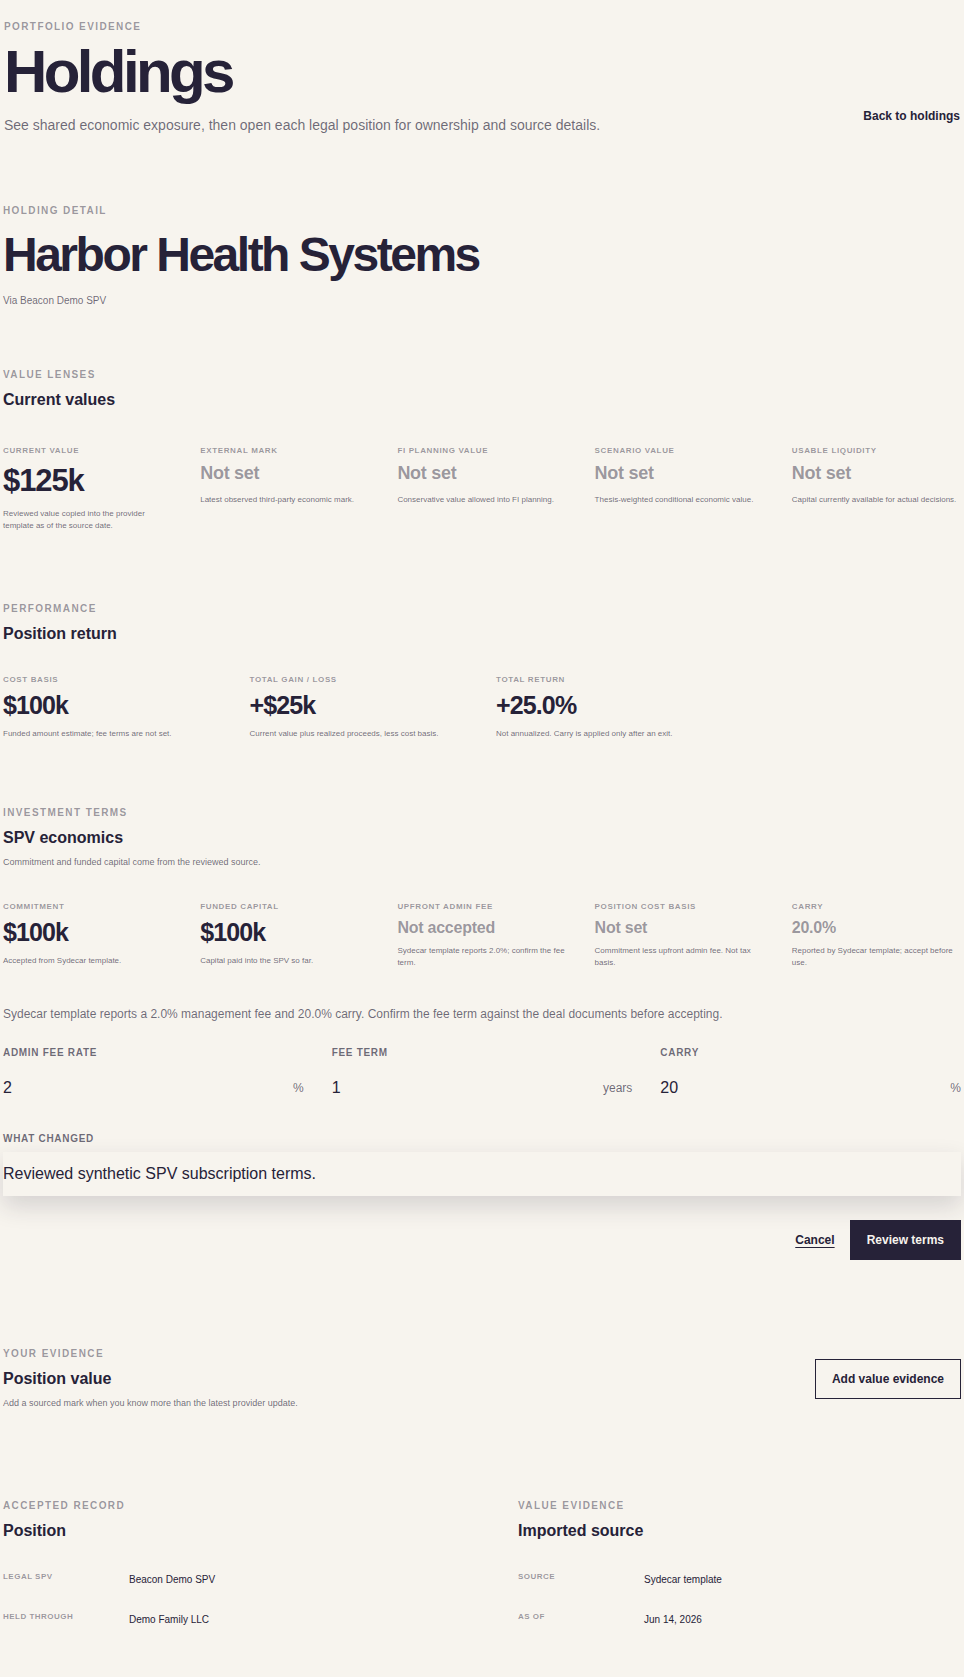 PORTFOLIO EVIDENCE
Holdings
See shared economic exposure, then open each legal position for ownership and source details.
Back to holdings
HOLDING DETAIL
Harbor Health Systems
Via Beacon Demo SPV
VALUE LENSES
Current values
CURRENT VALUE
$125k
Reviewed value copied into the provider
template as of the source date.
EXTERNAL MARK
Not set
Latest observed third-party economic mark.
FI PLANNING VALUE
Not set
Conservative value allowed into FI planning.
SCENARIO VALUE
Not set
Thesis-weighted conditional economic value.
USABLE LIQUIDITY
Not set
Capital currently available for actual decisions.
PERFORMANCE
Position return
COST BASIS
$100k
Funded amount estimate; fee terms are not set.
TOTAL GAIN / LOSS
+$25k
Current value plus realized proceeds, less cost basis.
TOTAL RETURN
+25.0%
Not annualized. Carry is applied only after an exit.
INVESTMENT TERMS
SPV economics
Commitment and funded capital come from the reviewed source.
COMMITMENT
$100k
Accepted from Sydecar template.
FUNDED CAPITAL
$100k
Capital paid into the SPV so far.
UPFRONT ADMIN FEE
Not accepted
Sydecar template reports 2.0%; confirm the fee
term.
POSITION COST BASIS
Not set
Commitment less upfront admin fee. Not tax
basis.
CARRY
20.0%
Reported by Sydecar template; accept before
use.
Sydecar template reports a 2.0% management fee and 20.0% carry. Confirm the fee term against the deal documents before accepting.
ADMIN FEE RATE
2 %
FEE TERM
1 years
CARRY
20 %
WHAT CHANGED
Reviewed synthetic SPV subscription terms.
Cancel
Review terms
YOUR EVIDENCE
Position value
Add a sourced mark when you know more than the latest provider update.
Add value evidence
ACCEPTED RECORD
Position
LEGAL SPV
Beacon Demo SPV
HELD THROUGH
Demo Family LLC
VALUE EVIDENCE
Imported source
SOURCE
Sydecar template
AS OF
Jun 14, 2026